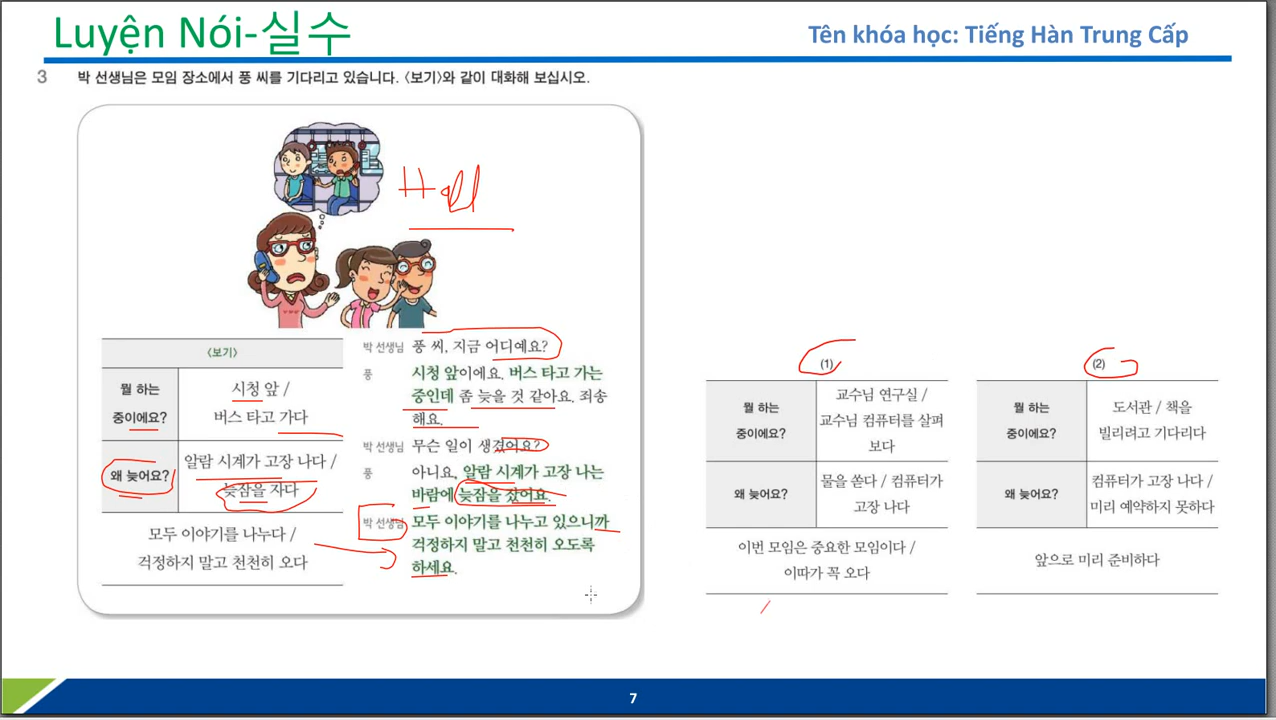 Luyện Nói-실수
Tên khóa học: Tiếng Hàn Trung Cấp
3 박 선생님은 모임 장소에서 풍 씨를 기다리고 있습니다. 〈보기〉와 같이 대화해 보십시오.
〈보기〉
뭘 하는
중이에요?
시청 앞 /
버스 타고 가다
왜 늦어요?
알람 시계가 고장 나다 /
늦잠을 자다
모두 이야기를 나누다 /
걱정하지 말고 천천히 오다
박 선생님 풍 씨, 지금 어디예요?
풍 시청 앞이에요. 버스 타고 가는
중인데 좀 늦을 것 같아요. 죄송
해요.
박 선생님 무슨 일이 생겼어요?
풍 아니요, 알람 시계가 고장 나는
바람에 늦잠을 잤어요.
박 선생님 모두 이야기를 나누고 있으니까
걱정하지 말고 천천히 오도록
하세요.
(1)
뭘 하는
중이에요?
교수님 연구실 /
교수님 컴퓨터를 살펴
보다
왜 늦어요?
물을 쏟다 / 컴퓨터가
고장 나다
이번 모임은 중요한 모임이다 /
이따가 꼭 오다
(2)
뭘 하는
중이에요?
도서관 / 책을
빌리려고 기다리다
왜 늦어요?
컴퓨터가 고장 나다 /
미리 예약하지 못하다
앞으로 미리 준비하다
7